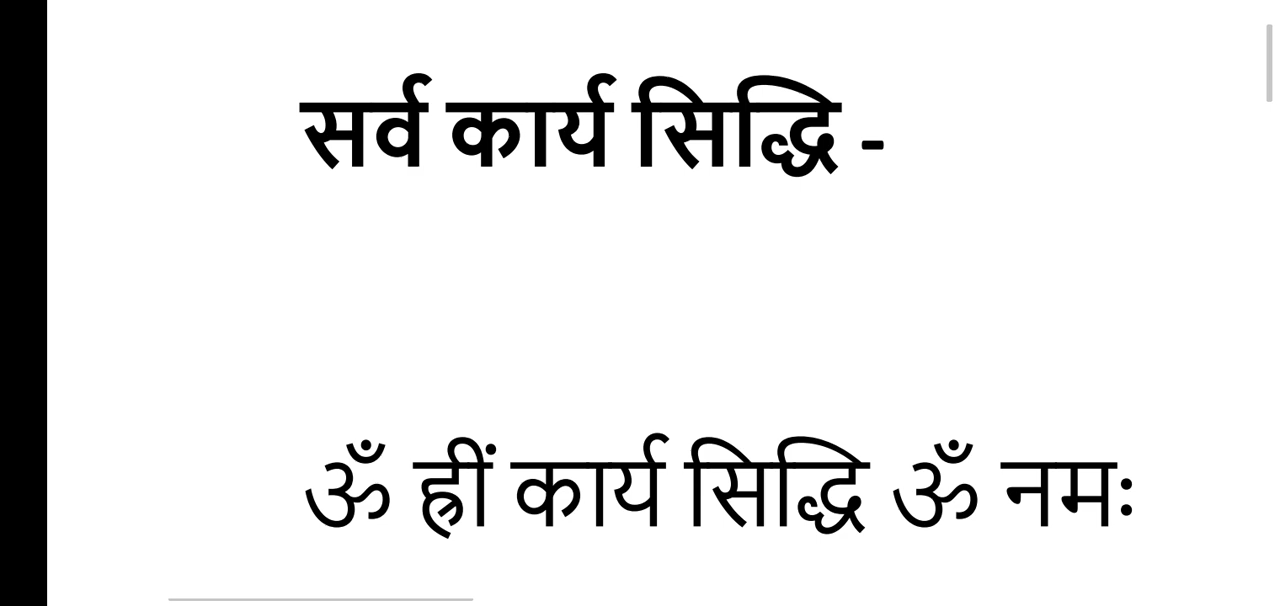 सर्व कार्य सिद्धि -
ॐ ह्रीं कार्य सिद्धि ॐ नमः